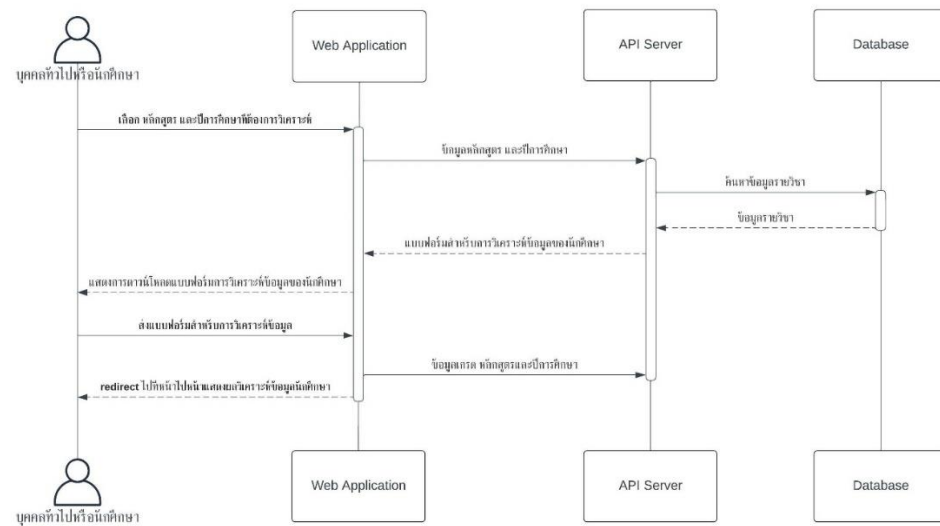 Web Application
API Server
Database
บุคคลทั่วไปหรือนักศึกษา
เลือก หลักสูตร และปีการศึกษาที่ต้องการวิเคราะห์
ข้อมูลหลักสูตร และปีการศึกษา
ค้นหาข้อมูลรายวิชา
ข้อมูลรายวิชา
แบบฟอร์มสำหรับการวิเคราะห์ข้อมูลของนักศึกษา
แสดงการดาวน์โหลดแบบฟอร์มการวิเคราะห์ข้อมูลของนักศึกษา
ส่งแบบฟอร์มสำหรับการวิเคราะห์ข้อมูล
ข้อมูลเกรด หลักสูตรและปีการศึกษา
redirect ไปที่หน้าไปหน้าแสดงผลวิเคราะห์ข้อมูลนักศึกษา
Web Application
API Server
Database
บุคคลทั่วไปหรือนักศึกษา